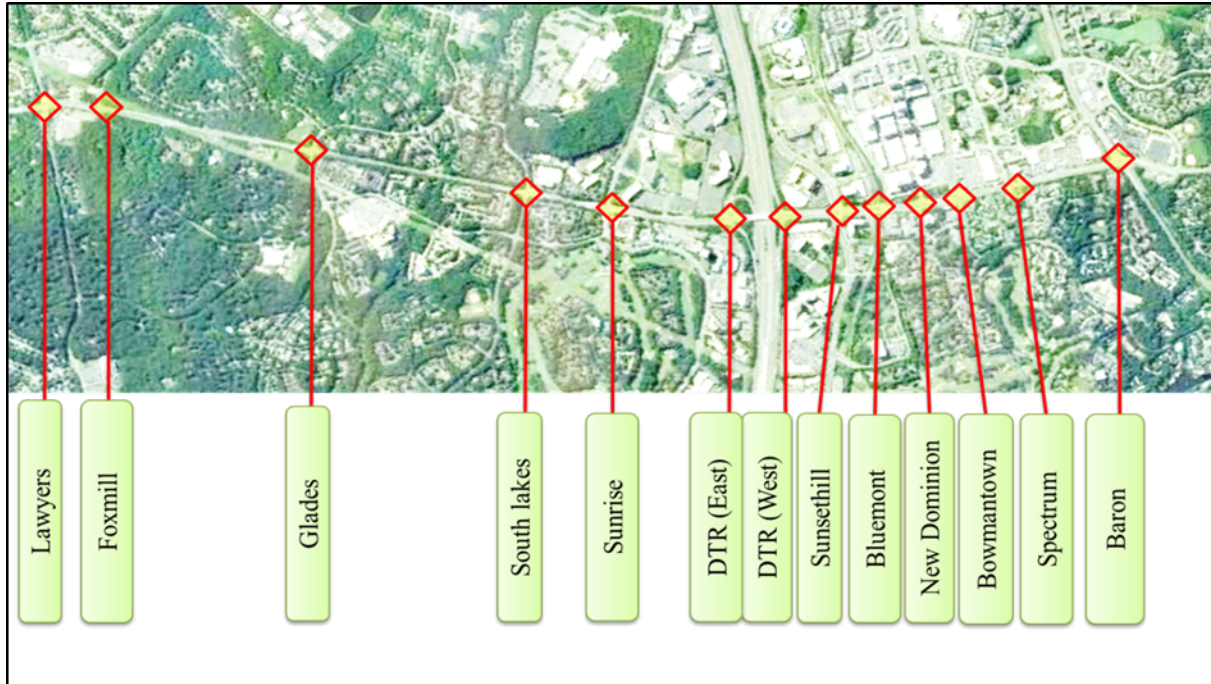 Lawyers
Foxmill
Glades
South lakes
Sunrise
DTR (East)
DTR (West)
Sunsethill
Bluemont
New Dominion
Bowmantown
Spectrum
Baron